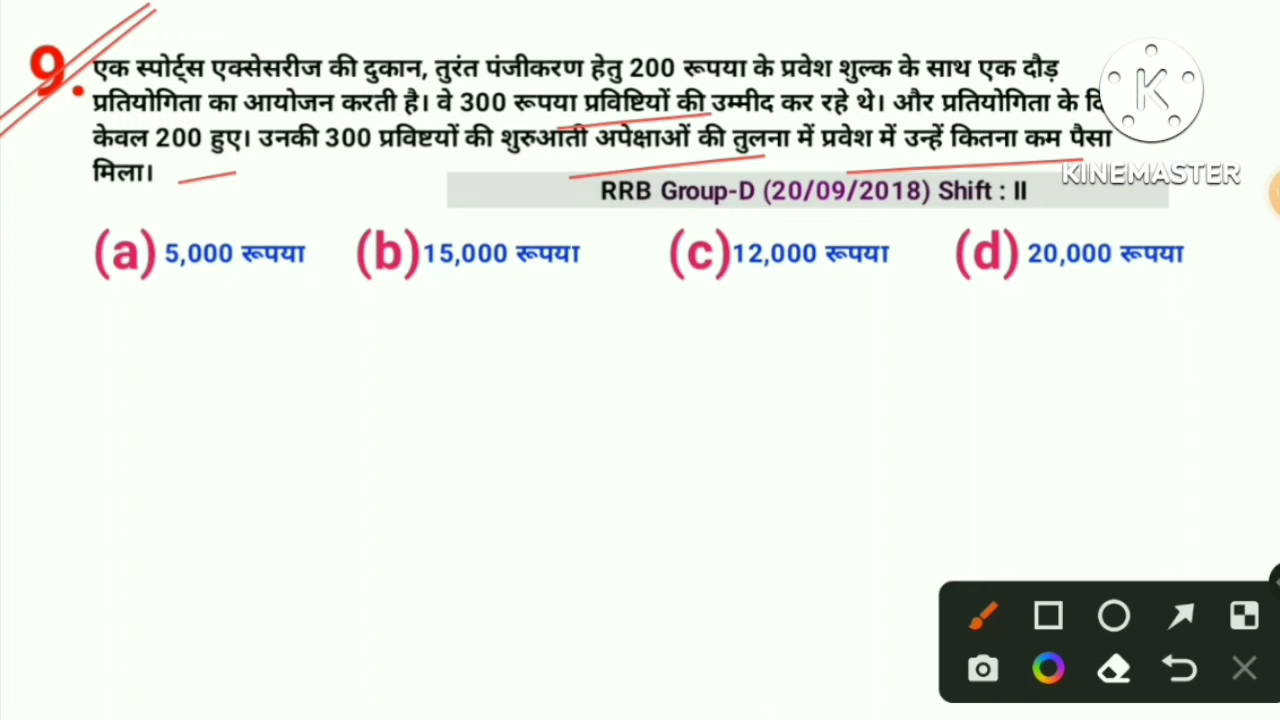 9. एक स्पोर्ट्स एक्सेसरीज की दुकान, तुरंत पंजीकरण हेतु 200 रूपया के प्रवेश शुल्क के साथ एक दौड़
प्रतियोगिता का आयोजन करती है। वे 300 रूपया प्रविष्टियों की उम्मीद कर रहे थे। और प्रतियोगिता के
केवल 200 हुए। उनकी 300 प्रविष्टयों की शुरुआती अपेक्षाओं की तुलना में प्रवेश में उन्हें कितना कम पैसा
मिला।
K
KINEMASTER
RRB Group-D (20/09/2018) Shift : II
(a) 5,000 रूपया (b) 15,000 रूपया (c) 12,000 रूपया (d) 20,000 रूपया